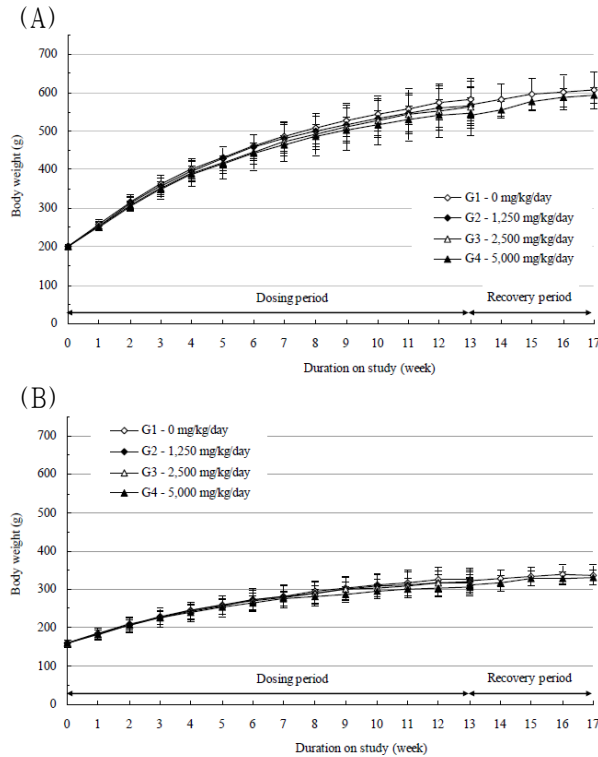 (A)
700
600
500
400
300
200
100
0
Body weight (g)
G1 - 0 mg/kg/day
G2 - 1,250 mg/kg/day
G3 - 2,500 mg/kg/day
G4 - 5,000 mg/kg/day
Dosing period Recovery period
0 1 2 3 4 5 6 7 8 9 10 11 12 13 14 15 16 17
Duration on study (week)
(B)
700
600
500
400
300
200
100
0
Body weight (g)
G1 - 0 mg/kg/day
G2 - 1,250 mg/kg/day
G3 - 2,500 mg/kg/day
G4 - 5,000 mg/kg/day
Dosing period Recovery period
0 1 2 3 4 5 6 7 8 9 10 11 12 13 14 15 16 17
Duration on study (week)